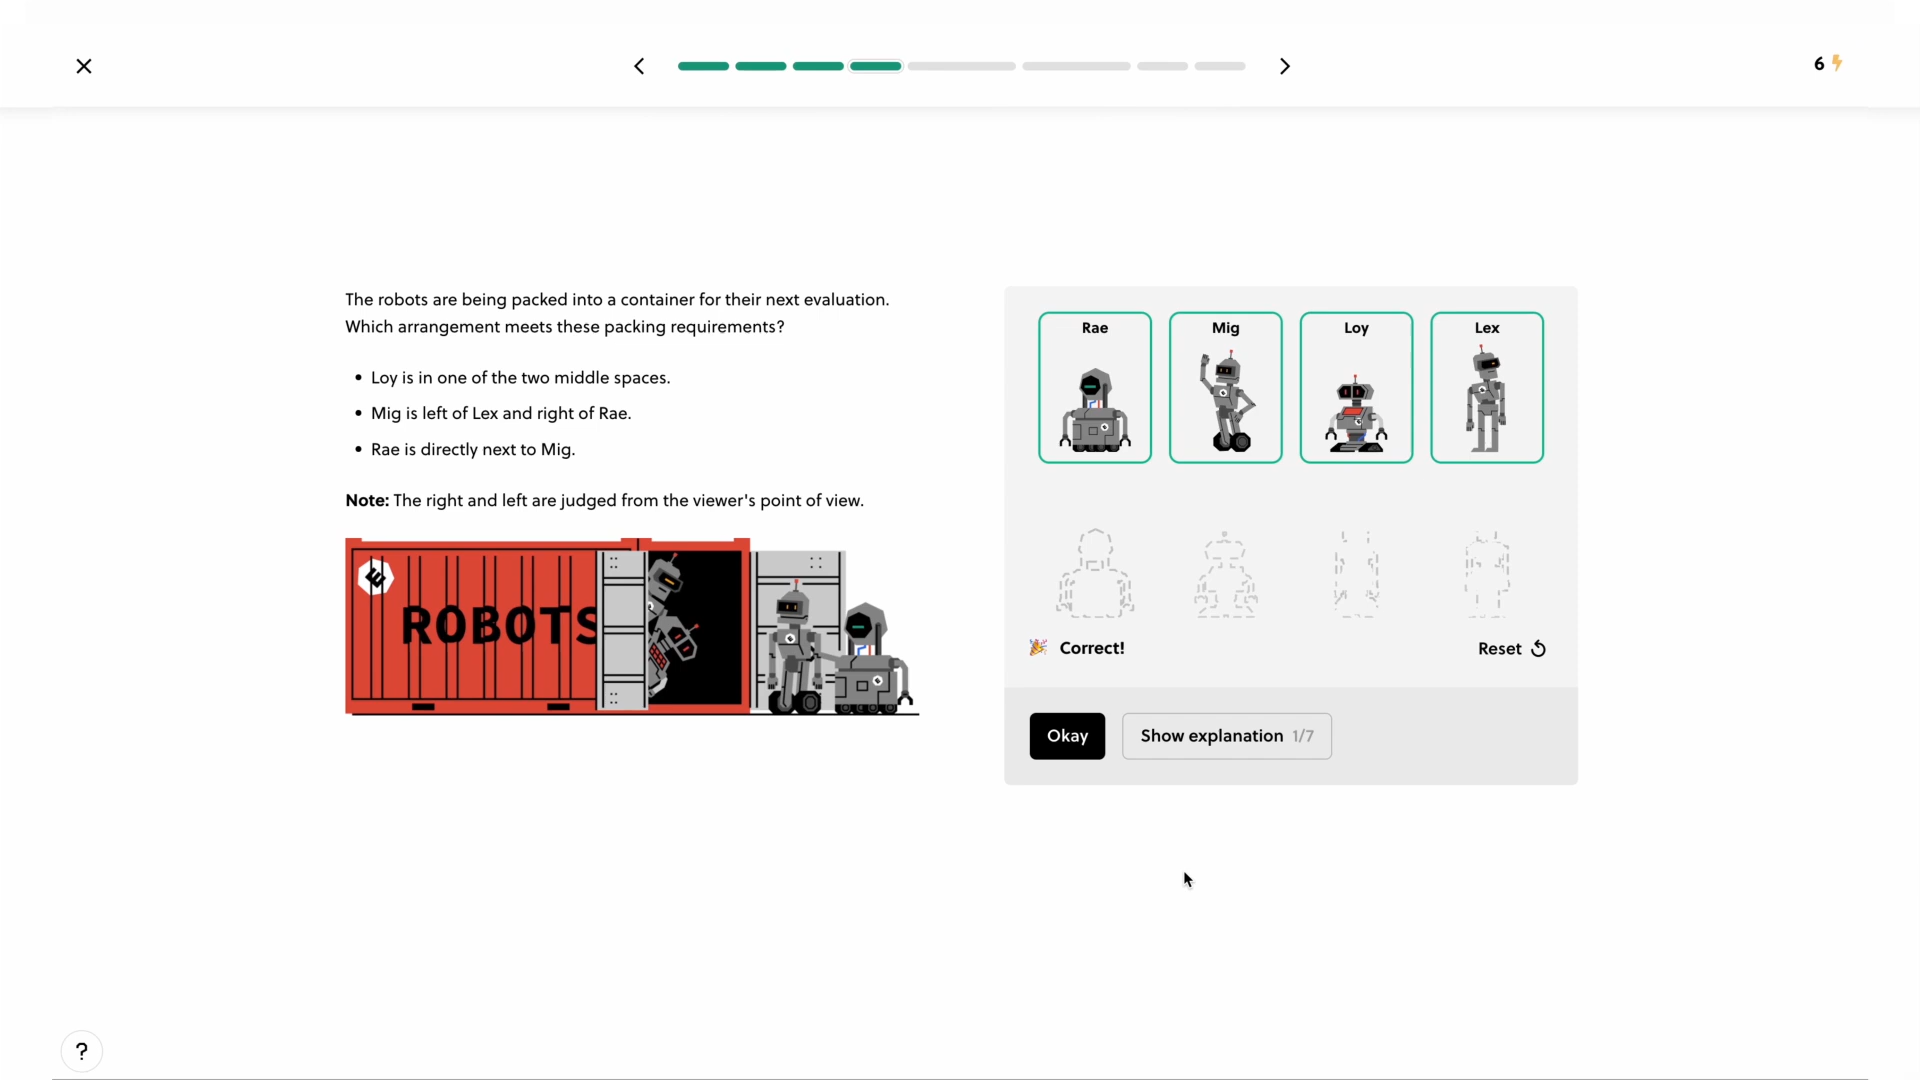 6
The robots are being packed into a container for their next evaluation.
Which arrangement meets these packing requirements?
• Loy is in one of the two middle spaces.
• Mig is left of Lex and right of Rae.
• Rae is directly next to Mig.
Note: The right and left are judged from the viewer's point of view.
E
ROBOTS
Rae
Mig
Loy
Lex
Correct!
Reset
Okay
Show explanation 1/7
?